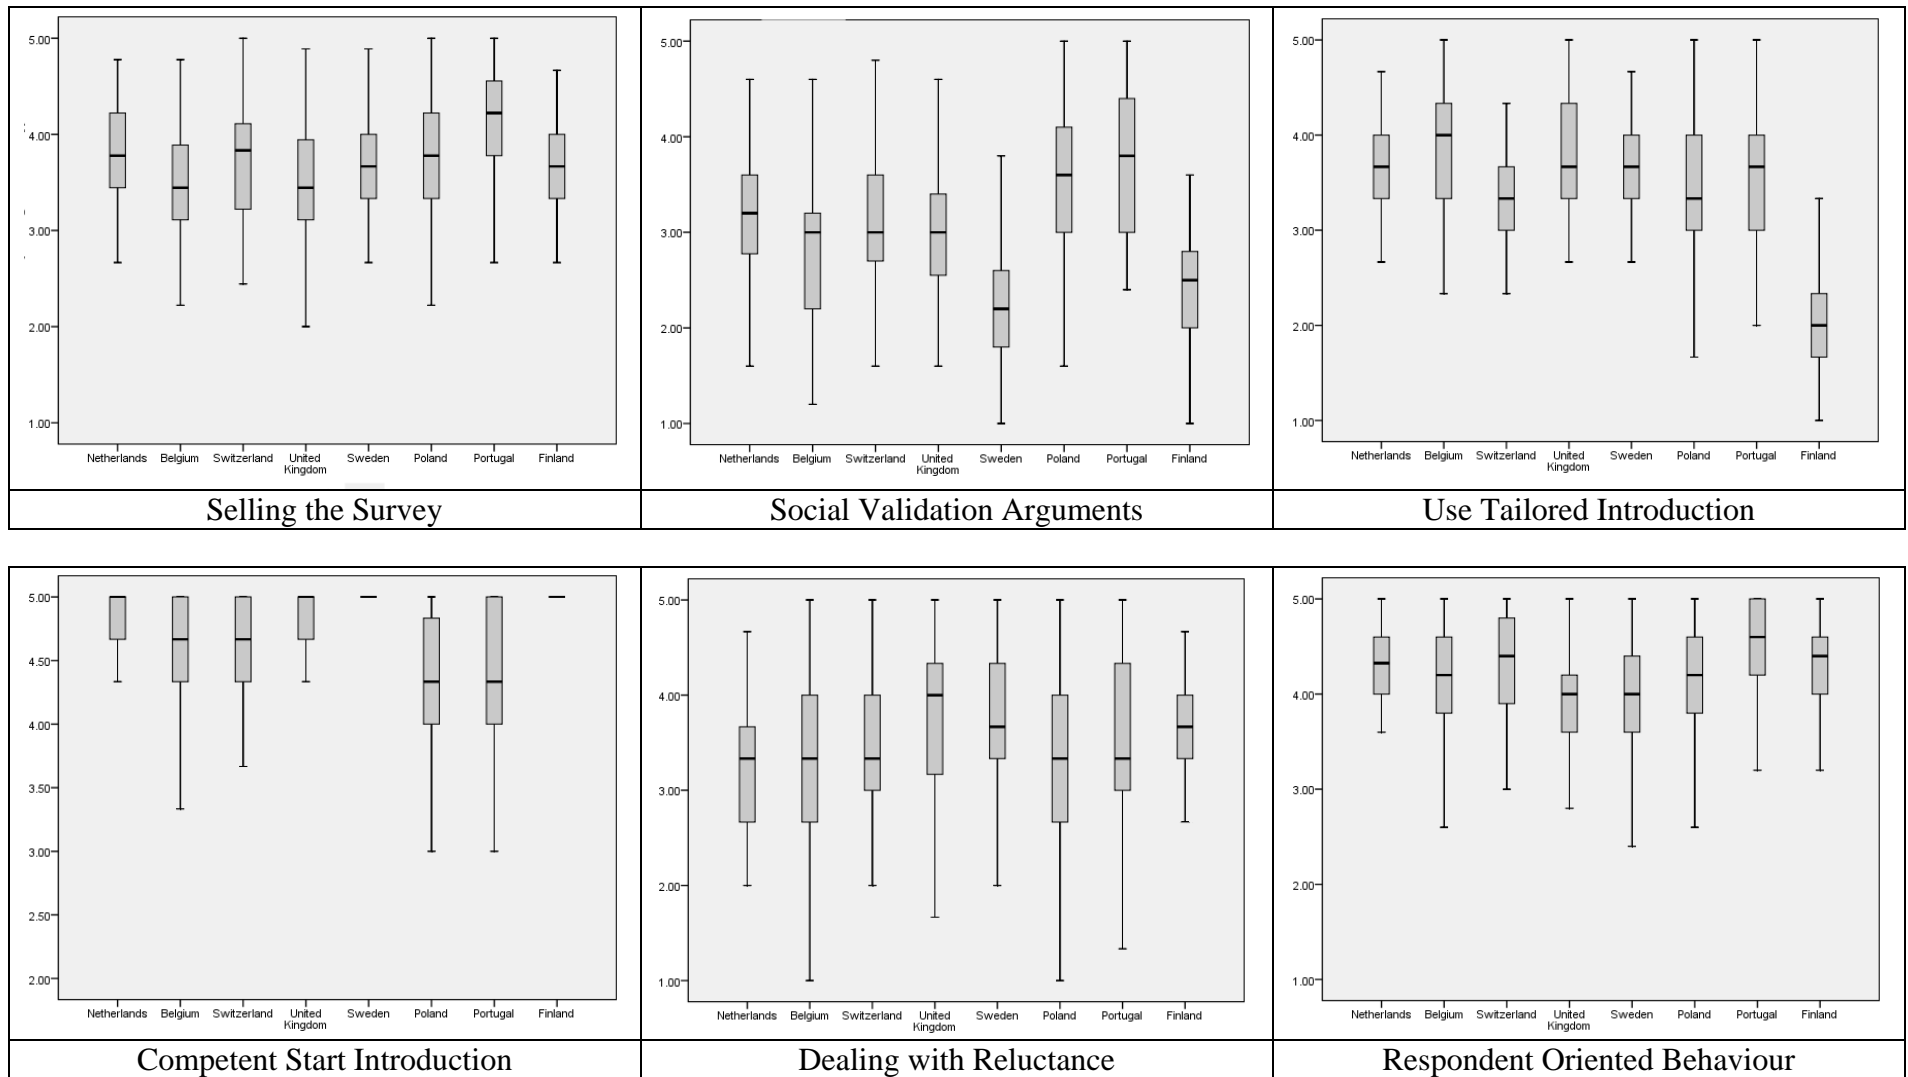 5.00
4.00
3.00
2.00
1.00
Netherlands Belgium Switzerland United Kingdom Sweden Poland Portugal Finland
Selling the Survey
5.00
4.00
3.00
2.00
1.00
Netherlands Belgium Switzerland United Kingdom Sweden Poland Portugal Finland
Social Validation Arguments
5.00
4.00
3.00
2.00
1.00
Netherlands Belgium Switzerland United Kingdom Sweden Poland Portugal Finland
Use Tailored Introduction
5.00
4.50
4.00
3.50
3.00
2.50
2.00
Netherlands Belgium Switzerland United Kingdom Sweden Poland Portugal Finland
Competent Start Introduction
5.00
4.00
3.00
2.00
1.00
Netherlands Belgium Switzerland United Kingdom Sweden Poland Portugal Finland
Dealing with Reluctance
5.00
4.00
3.00
2.00
1.00
Netherlands Belgium Switzerland United Kingdom Sweden Poland Portugal Finland
Respondent Oriented Behaviour